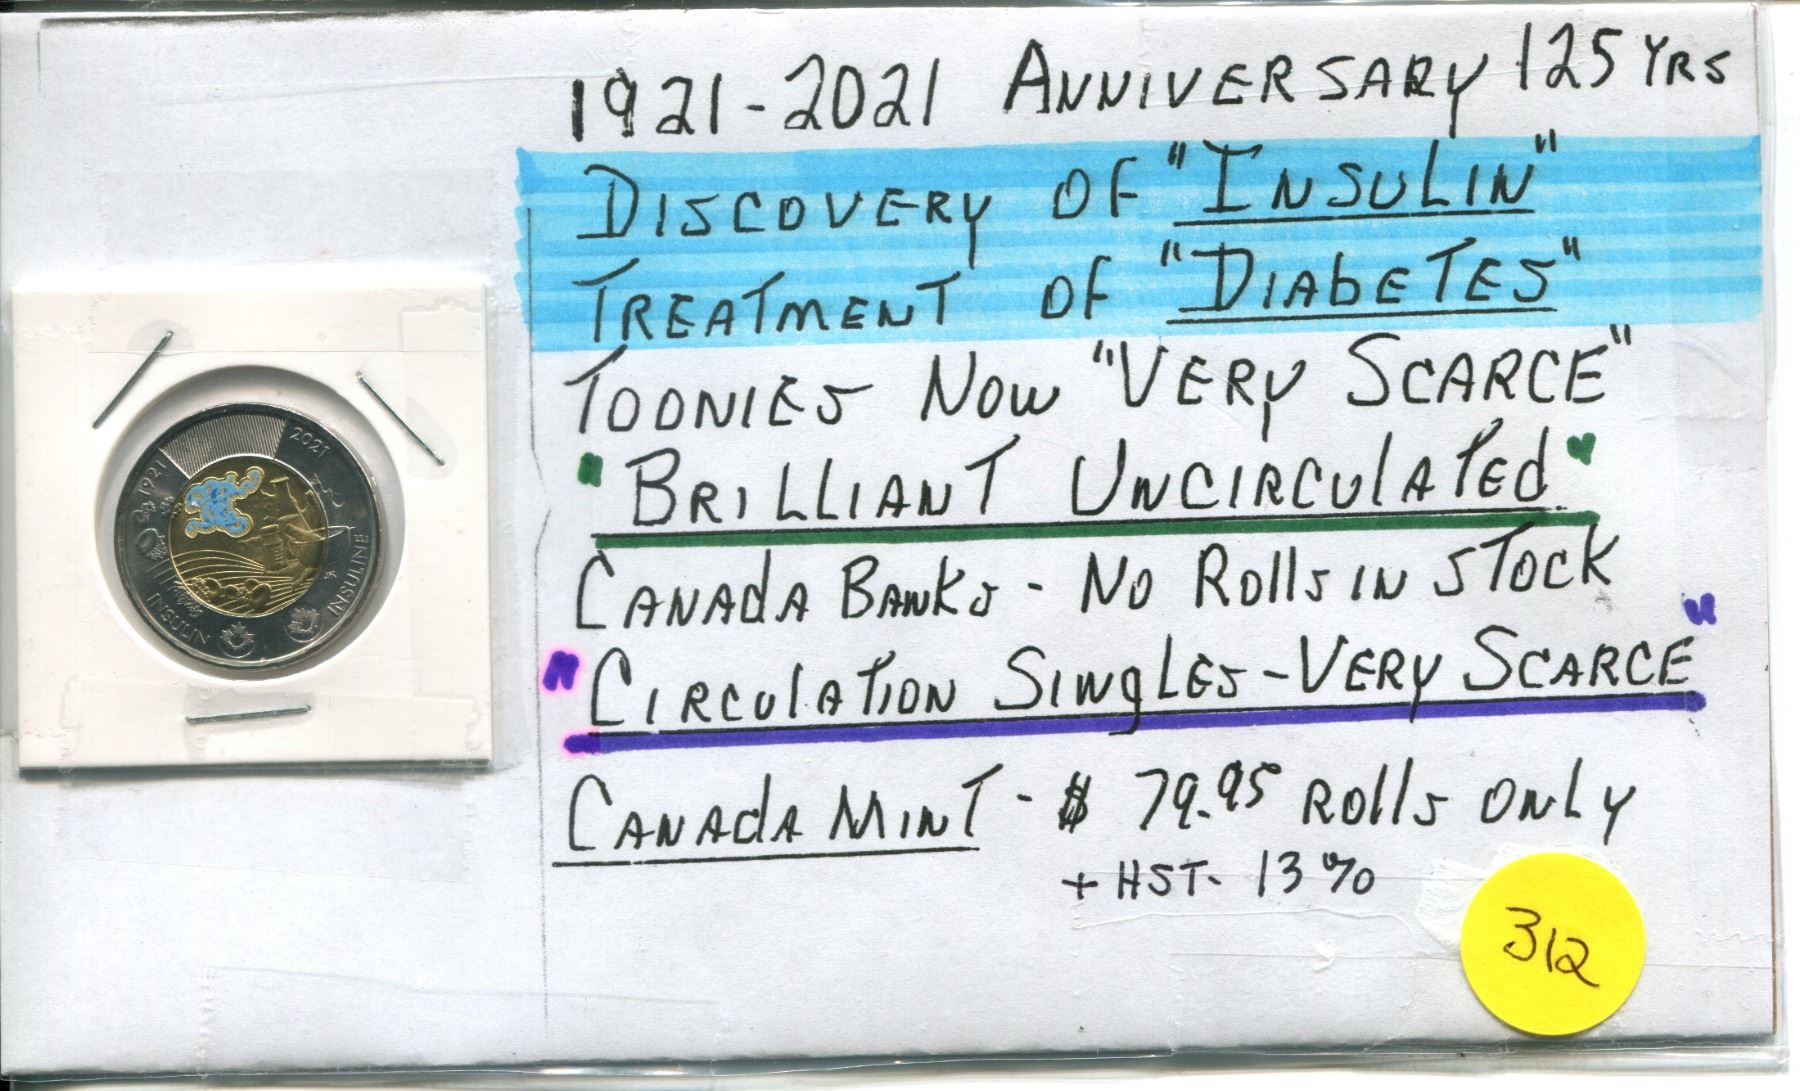 1921
2021
INSULIN
INSULINE
1921-2021 ANNIVERSARY 125 YRS
DISCOVERY OF "INSULIN"
TREATMENT OF "DIAbETES"
TOONIES NOW "VERY SCARCE"
"BRILLIANT UNCIRCulATEd"
CANAdA BANKS - NO ROllS IN STOCK
"CIRCulATION SINgLES - VERY SCARCE"
CANAdA MINT - $ 79.95 ROllS ONLY
+ HST - 13%
312